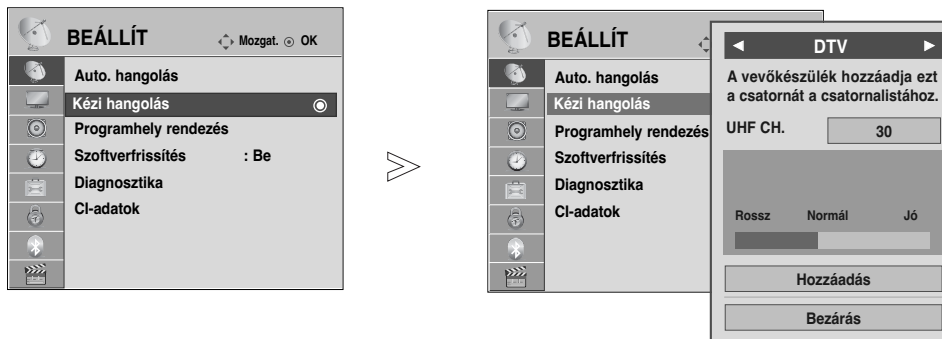 BEÁLLÍT
Mozgat. OK
Auto. hangolás
Kézi hangolás
Programhely rendezés
Szoftverfrissítés : Be
Diagnosztika
CI-adatok
BEÁLLÍT
Auto. hangolás
Kézi hangolás
Programhely rendezés
Szoftverfrissítés
Diagnosztika
CI-adatok
DTV
A vevőkészülék hozzáadja ezt
a csatornát a csatornalistához.
UHF CH. 30
Rossz Normál Jó
Hozzáadás
Bezárás